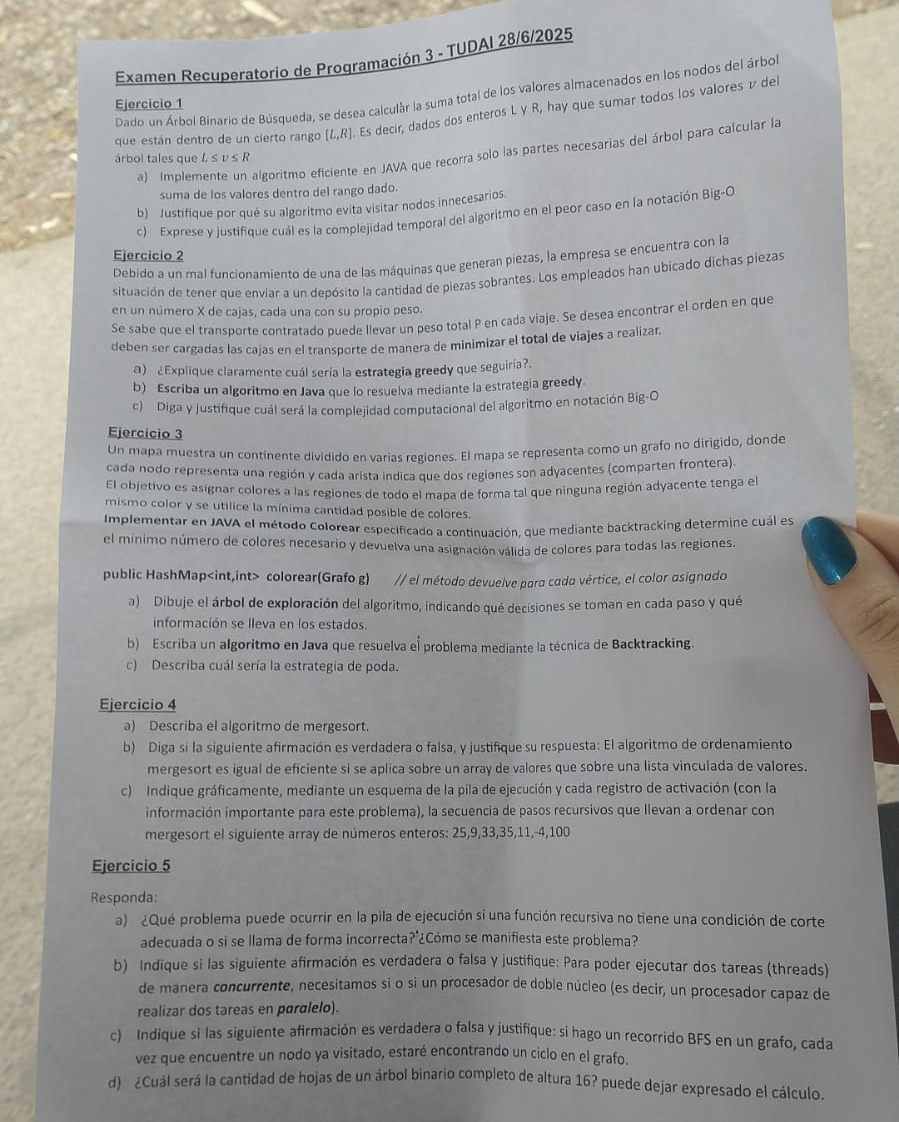 Examen Recuperatorio de Programación 3 - TUDAI 28/6/2025
Ejercicio 1
Dado un Árbol Binario de Búsqueda, se desea calcular la suma total de los valores almacenados en los nodos del árbol
que están dentro de un cierto rango [L,R]. Es decir, dados dos enteros L y R, hay que sumar todos los valores v del
árbol tales que L ≤ v ≤ R
a) Implemente un algoritmo eficiente en JAVA que recorra solo las partes necesarias del árbol para calcular la
suma de los valores dentro del rango dado.
b) Justifique por qué su algoritmo evita visitar nodos innecesarios.
c) Exprese y justifique cuál es la complejidad temporal del algoritmo en el peor caso en la notación Big-O
Ejercicio 2
Debido a un mal funcionamiento de una de las máquinas que generan piezas, la empresa se encuentra con la
situación de tener que enviar a un depósito la cantidad de piezas sobrantes. Los empleados han ubicado dichas piezas
en un número X de cajas, cada una con su propio peso.
Se sabe que el transporte contratado puede llevar un peso total P en cada viaje. Se desea encontrar el orden en que
deben ser cargadas las cajas en el transporte de manera de minimizar el total de viajes a realizar.
a) ¿Explique claramente cuál sería la estrategia greedy que seguiría?.
b) Escriba un algoritmo en Java que lo resuelva mediante la estrategia greedy.
c) Diga y justifique cuál será la complejidad computacional del algoritmo en notación Big-O
Ejercicio 3
Un mapa muestra un continente dividido en varias regiones. El mapa se representa como un grafo no dirigido, donde
cada nodo representa una región y cada arista indica que dos regiones son adyacentes (comparten frontera).
El objetivo es asignar colores a las regiones de todo el mapa de forma tal que ninguna región adyacente tenga el
mismo color y se utilice la mínima cantidad posible de colores.
Implementar en JAVA el método Colorear especificado a continuación, que mediante backtracking determine cuál es
el mínimo número de colores necesario y devuelva una asignación válida de colores para todas las regiones.
public HashMap<int,int> colorear(Grafo g) // el método devuelve para cada vértice, el color asignado
a) Dibuje el árbol de exploración del algoritmo, indicando qué decisiones se toman en cada paso y qué
información se lleva en los estados.
b) Escriba un algoritmo en Java que resuelva el problema mediante la técnica de Backtracking.
c) Describa cuál sería la estrategia de poda.
Ejercicio 4
a) Describa el algoritmo de mergesort.
b) Diga si la siguiente afirmación es verdadera o falsa, y justifique su respuesta: El algoritmo de ordenamiento
mergesort es igual de eficiente si se aplica sobre un array de valores que sobre una lista vinculada de valores.
c) Indique gráficamente, mediante un esquema de la pila de ejecución y cada registro de activación (con la
información importante para este problema), la secuencia de pasos recursivos que llevan a ordenar con
mergesort el siguiente array de números enteros: 25,9,33,35,11,-4,100
Ejercicio 5
Responda:
a) ¿Qué problema puede ocurrir en la pila de ejecución si una función recursiva no tiene una condición de corte
adecuada o si se llama de forma incorrecta? ¿Cómo se manifiesta este problema?
b) Indique si las siguiente afirmación es verdadera o falsa y justifique: Para poder ejecutar dos tareas (threads)
de manera concurrente, necesitamos si o si un procesador de doble núcleo (es decir, un procesador capaz de
realizar dos tareas en paralelo).
c) Indique si las siguiente afirmación es verdadera o falsa y justifique: si hago un recorrido BFS en un grafo, cada
vez que encuentre un nodo ya visitado, estaré encontrando un ciclo en el grafo.
d) ¿Cuál será la cantidad de hojas de un árbol binario completo de altura 16? puede dejar expresado el cálculo.